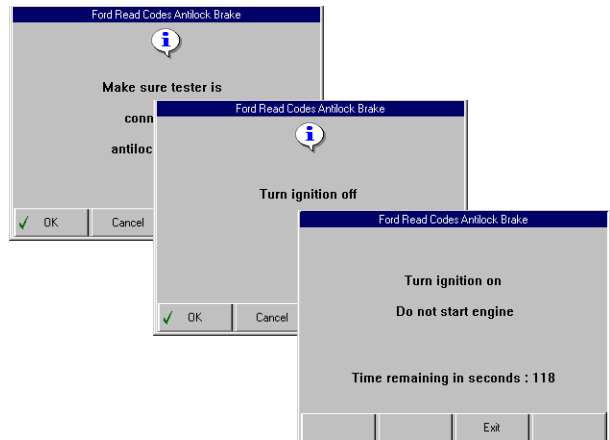 Ford Read Codes Antilock Brake
Make sure tester is
OK Cancel
Ford Read Codes Antilock Brake
Turn ignition off
OK Cancel
Ford Read Codes Antilock Brake
Turn ignition on
Do not start engine
Time remaining in seconds : 118
Exit